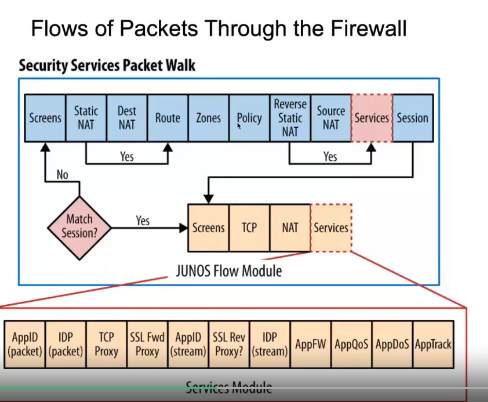 Flows of Packets Through the Firewall
Security Services Packet Walk
Screens
Static
NAT
Dest
NAT
Route
Zones
Policy
Reverse
Static
NAT
Source
NAT
Services
Session
Yes
Yes
No
Match
Session?
Yes
Screens
TCP
NAT
Services
JUNOS Flow Module
AppID
(packet)
IDP
(packet)
TCP
Proxy
SSL Fwd
Proxy
AppID
(stream)
SSL Rev
Proxy?
IDP
(stream)
AppFW
AppQoS
AppDoS
AppTrack
Services Module